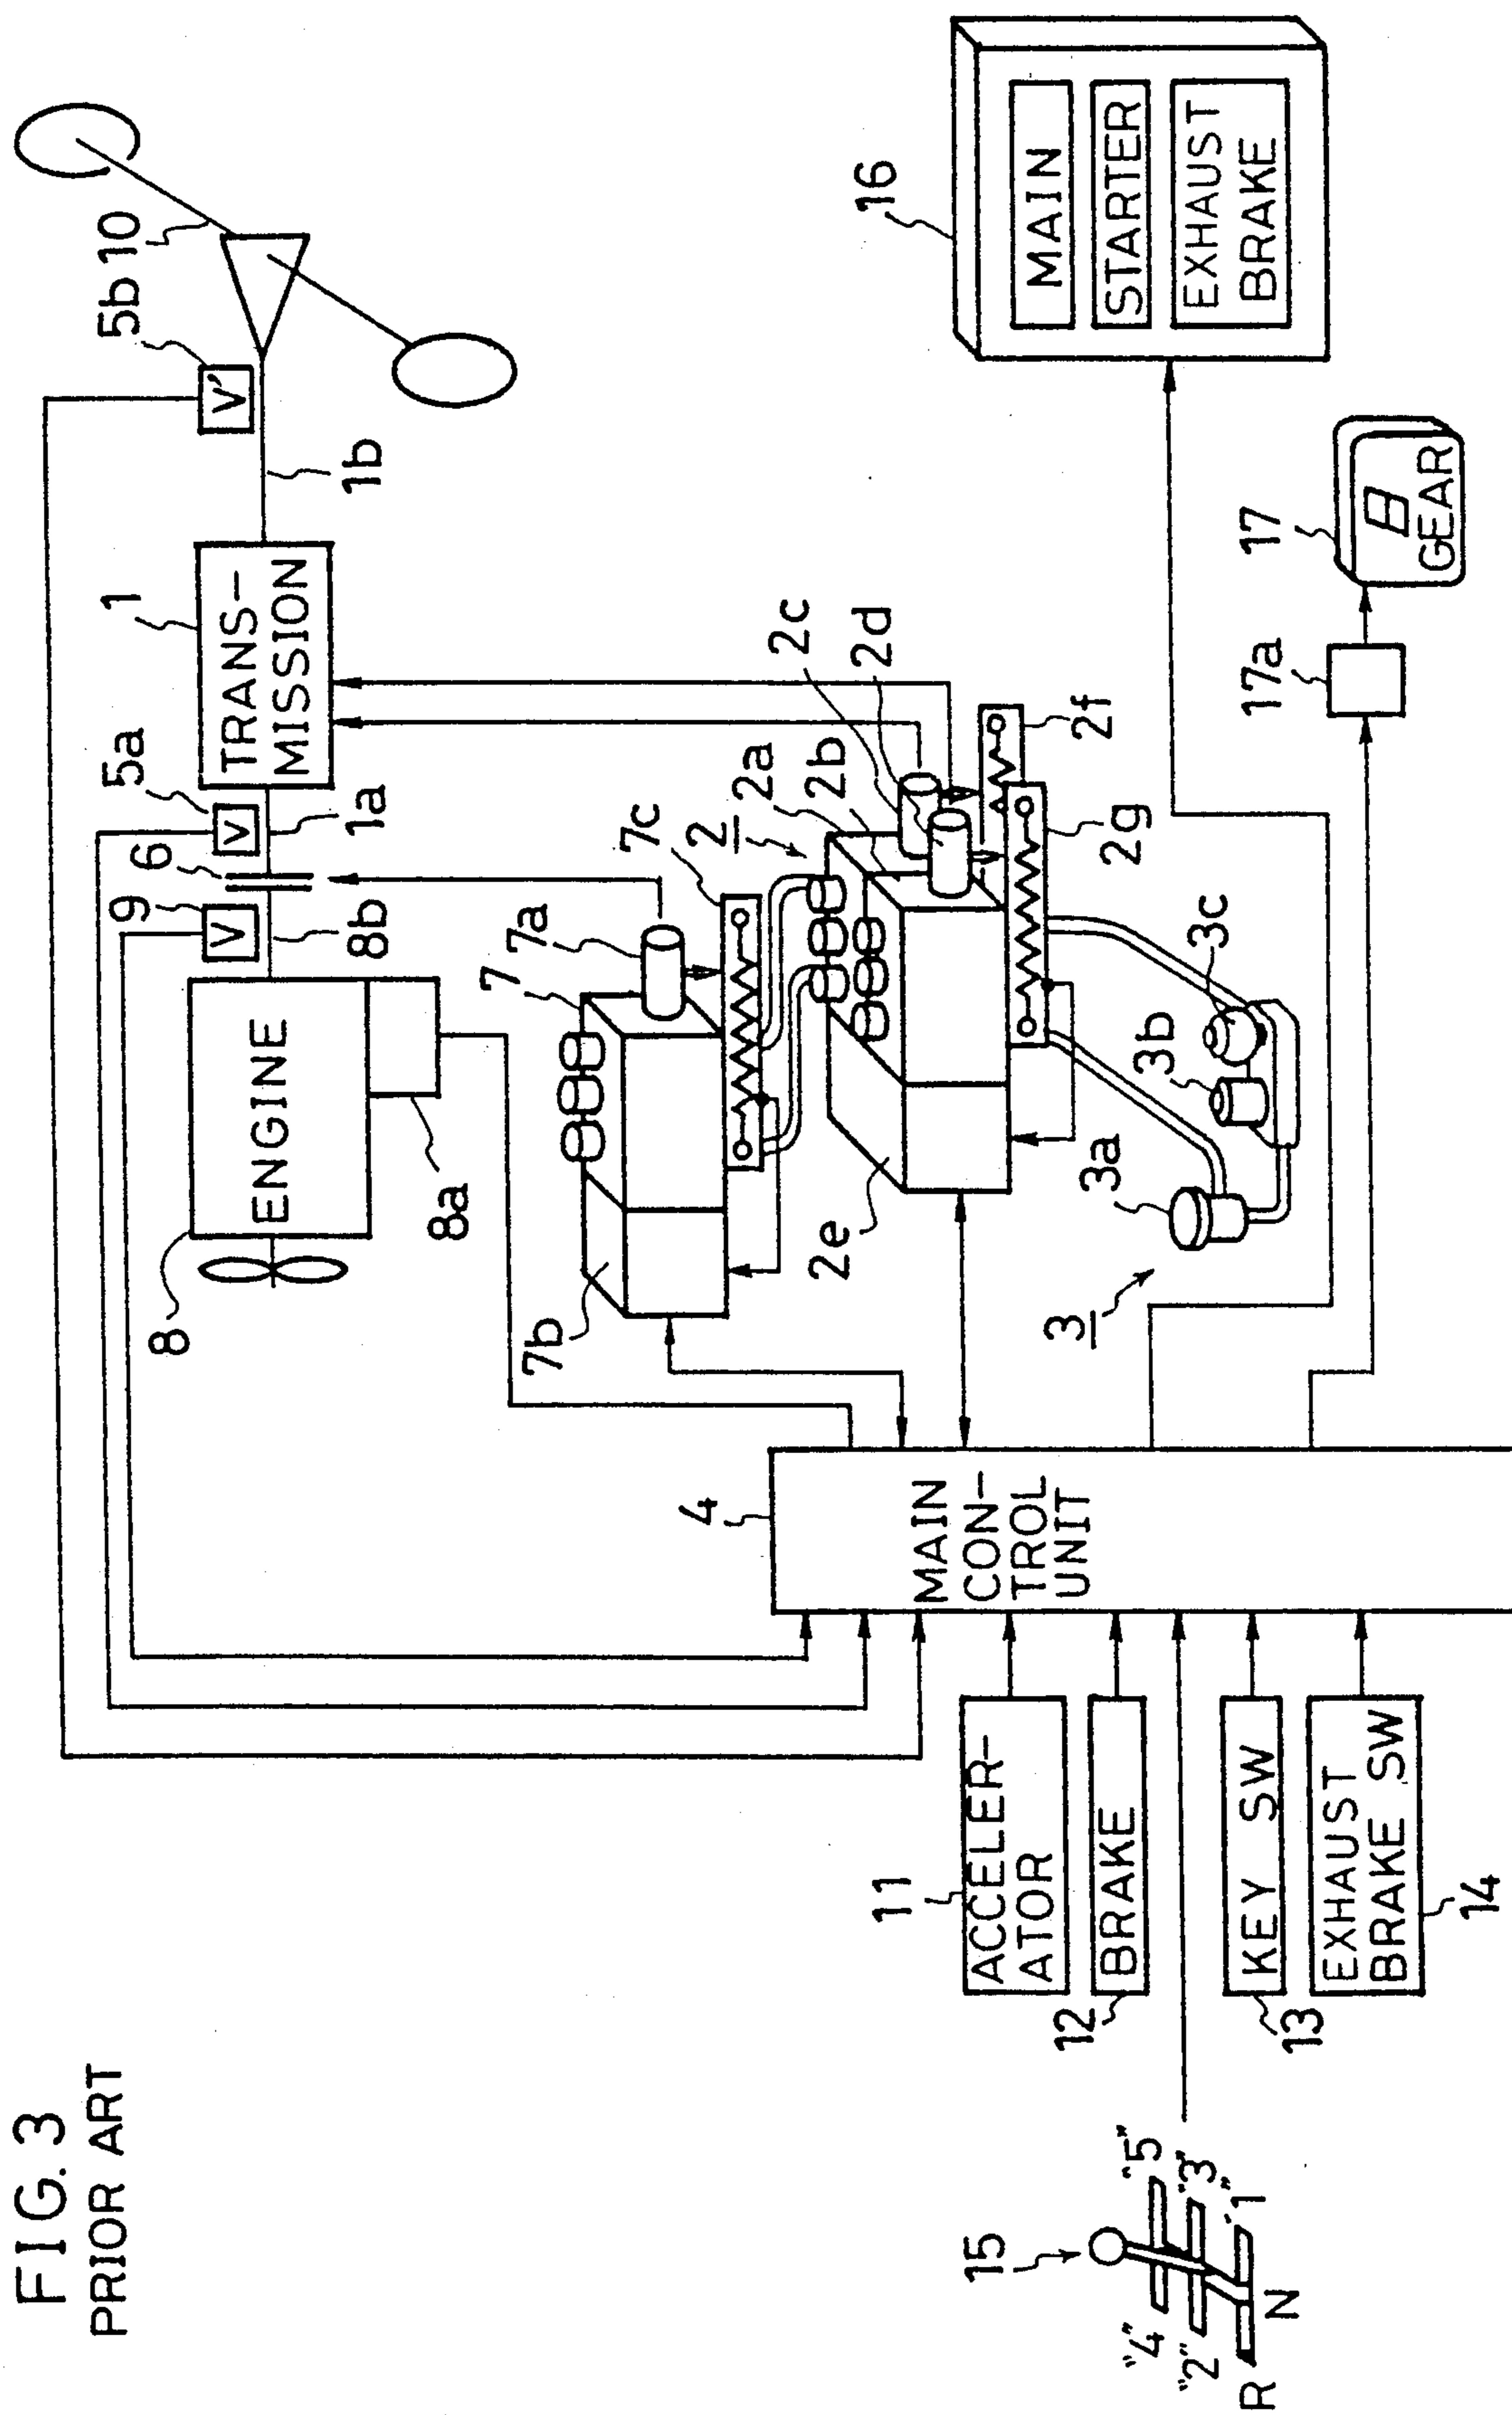 FIG. 3
PRIOR ART
8
ENGINE
8a
8b
9
V
6
5a
V
1a
1
TRANS-
MISSION
1b
5b
V'
10
7b
7
7a
7c
2
2a
2b
2c
2d
2e
2f
2g
3
3a
3b
3c
4
MAIN
CON-
TROL
UNIT
11
ACCELER-
ATOR
12
BRAKE
KEY SW
13
EXHAUST
BRAKE SW
14
15
"4"
"5"
"2"
"3"
"1"
R
N
16
MAIN
STARTER
EXHAUST
BRAKE
17
17a
8
GEAR